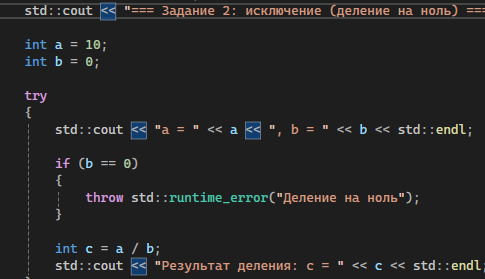 std::cout << "=== Задание 2: исключение (деление на ноль) ===
int a = 10;
int b = 0;
try
{
std::cout << "a = " << a << ", b = " << b << std::endl;
if (b == 0)
{
throw std::runtime_error("Деление на ноль");
}
int c = a / b;
std::cout << "Результат деления: c = " << c << std::endl;